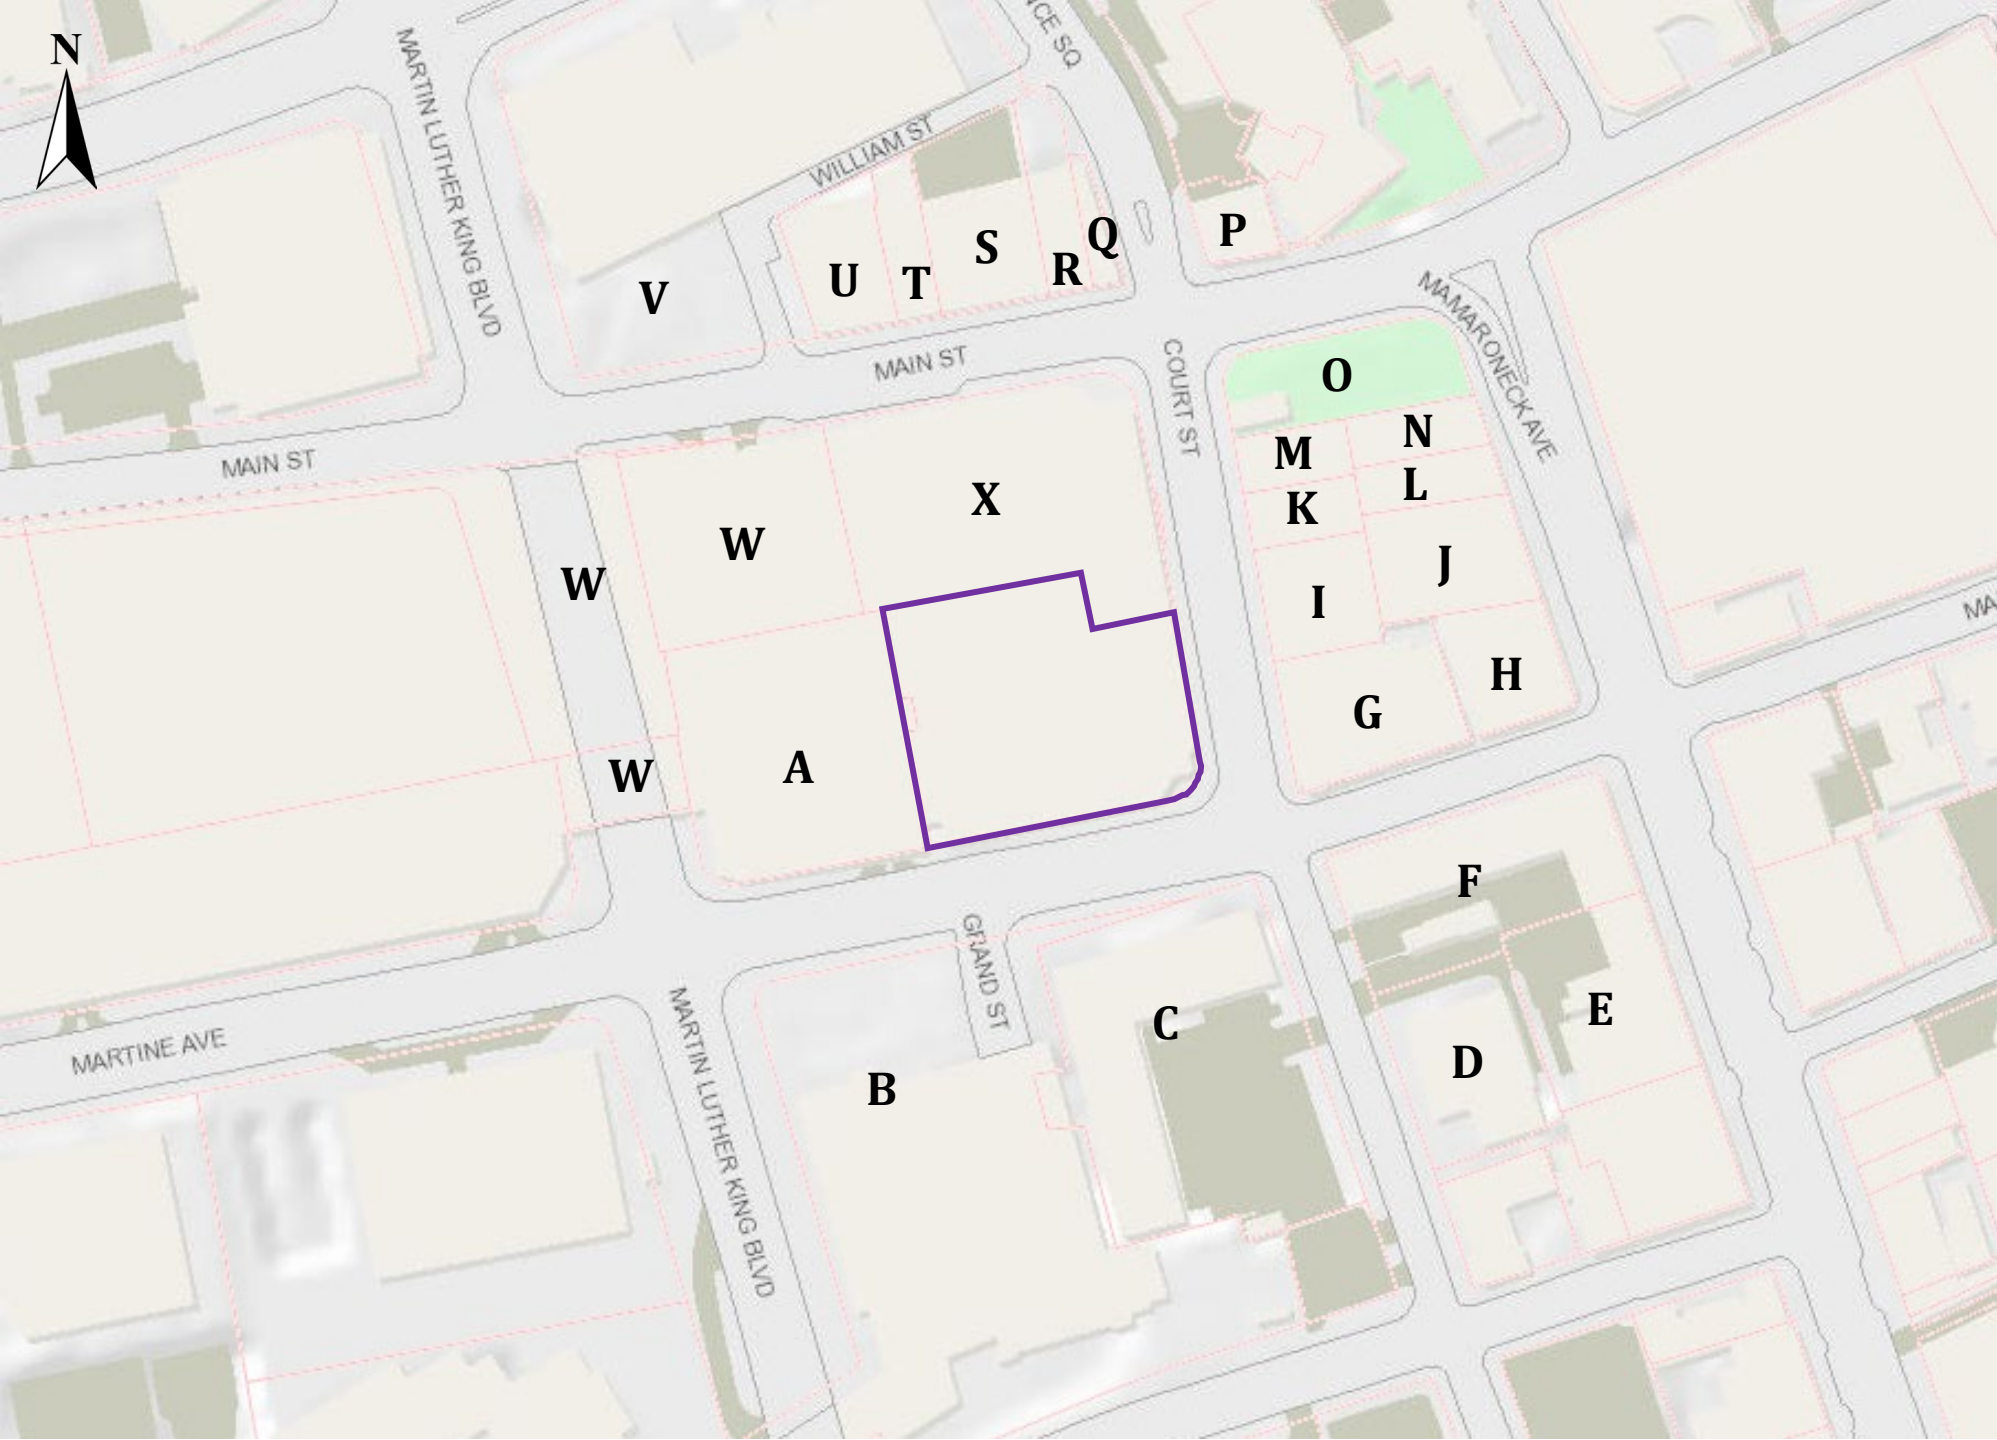 N
MARTIN LUTHER KING BLVD
NCE SQ
WILLIAM ST
P
Q
S
R
U
T
V
MAIN ST
COURT ST
MAMARONECK AVE
O
MAIN ST
M
N
K
L
X
W
W
I
J
MA
H
G
W
A
F
GRAND ST
E
C
D
B
MARTINE AVE
MARTIN LUTHER KING BLVD